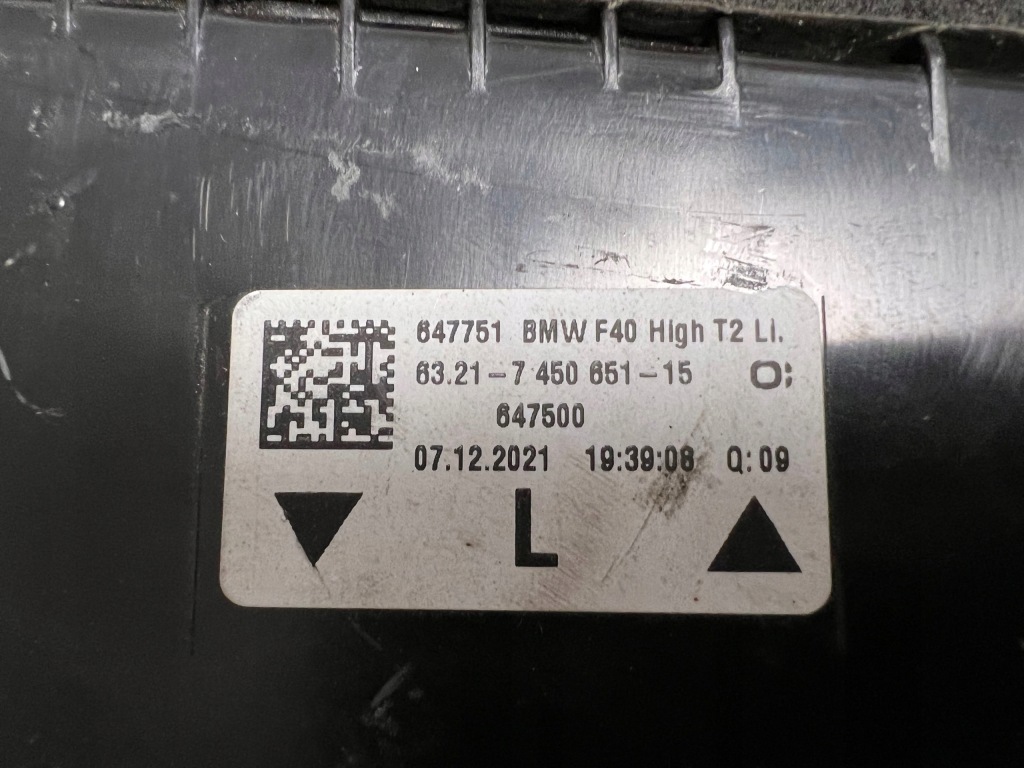 647751 BMW F40 High T2 Li.
63.21-7 450 651-15 O;
647500
07.12.2021 19:39:08 Q:09
L